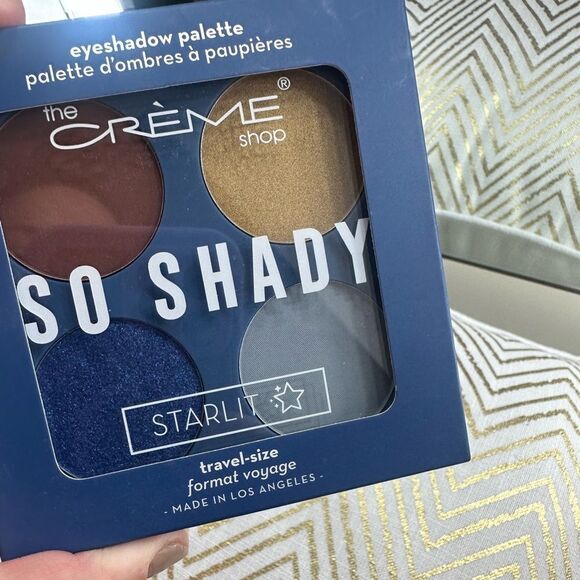 eyeshadow palette
palette d'ombres à paupières
the
CRÈME®
shop
SO SHADY
STARLIT
travel-size
format voyage
- MADE IN LOS ANGELES -